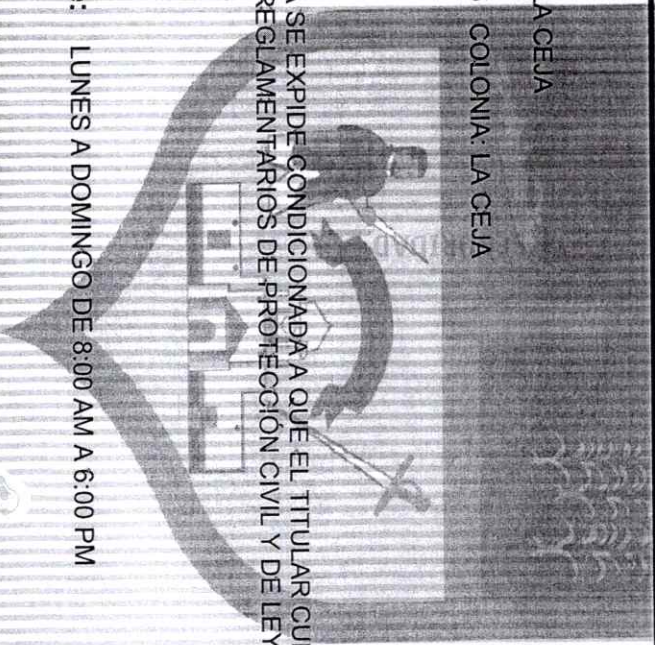 LA CEJA
COLONIA: LA CEJA
SE EXPIDE CONDICIONADA A QUE EL TITULAR CU
REGLAMENTARIOS DE PROTECCIÓN CIVIL Y DE LEY
LUNES A DOMINGO DE 8:00 AM A 6:00 PM